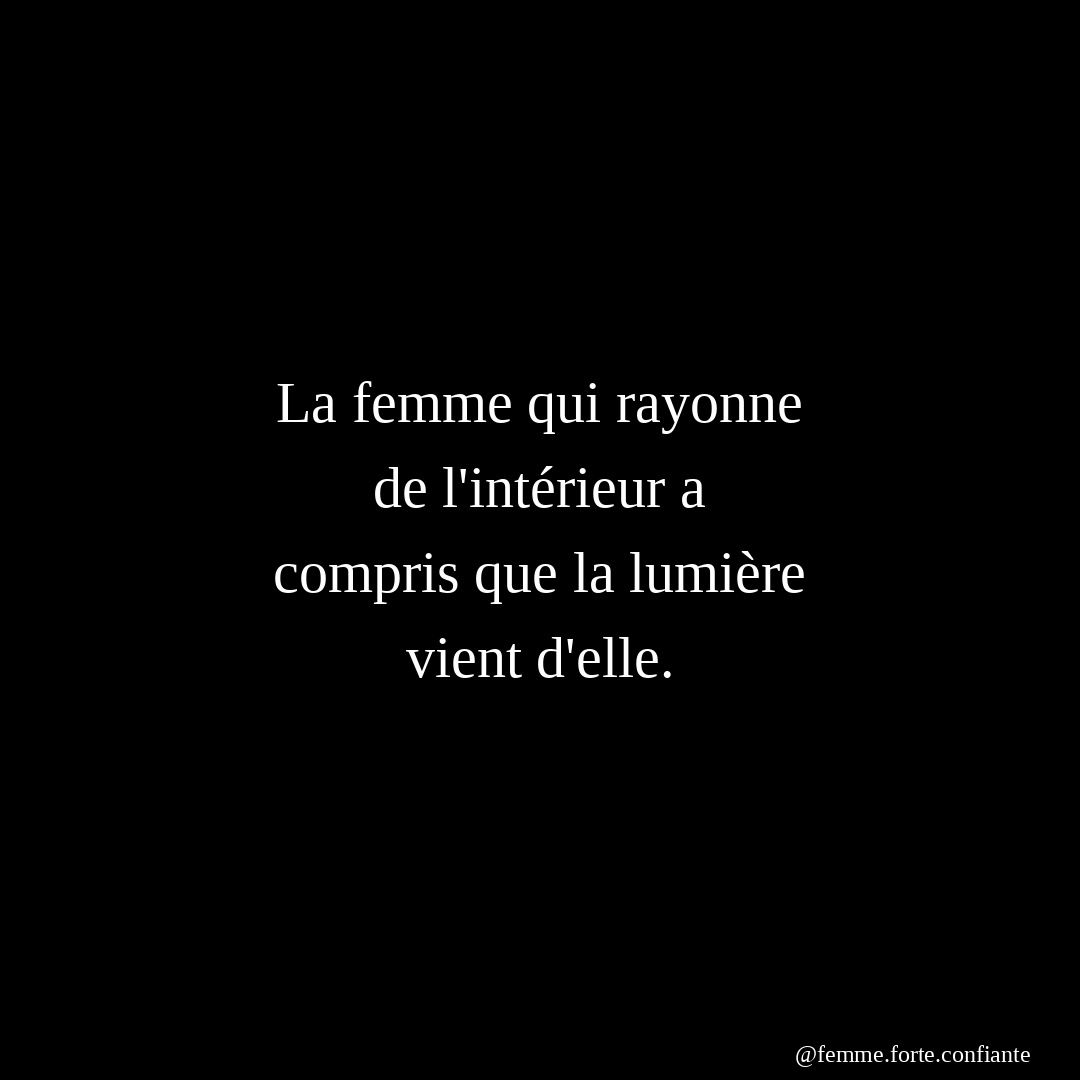 La femme qui rayonne
de l'intérieur a
compris que la lumière
vient d'elle.
@femme.forte.confiante